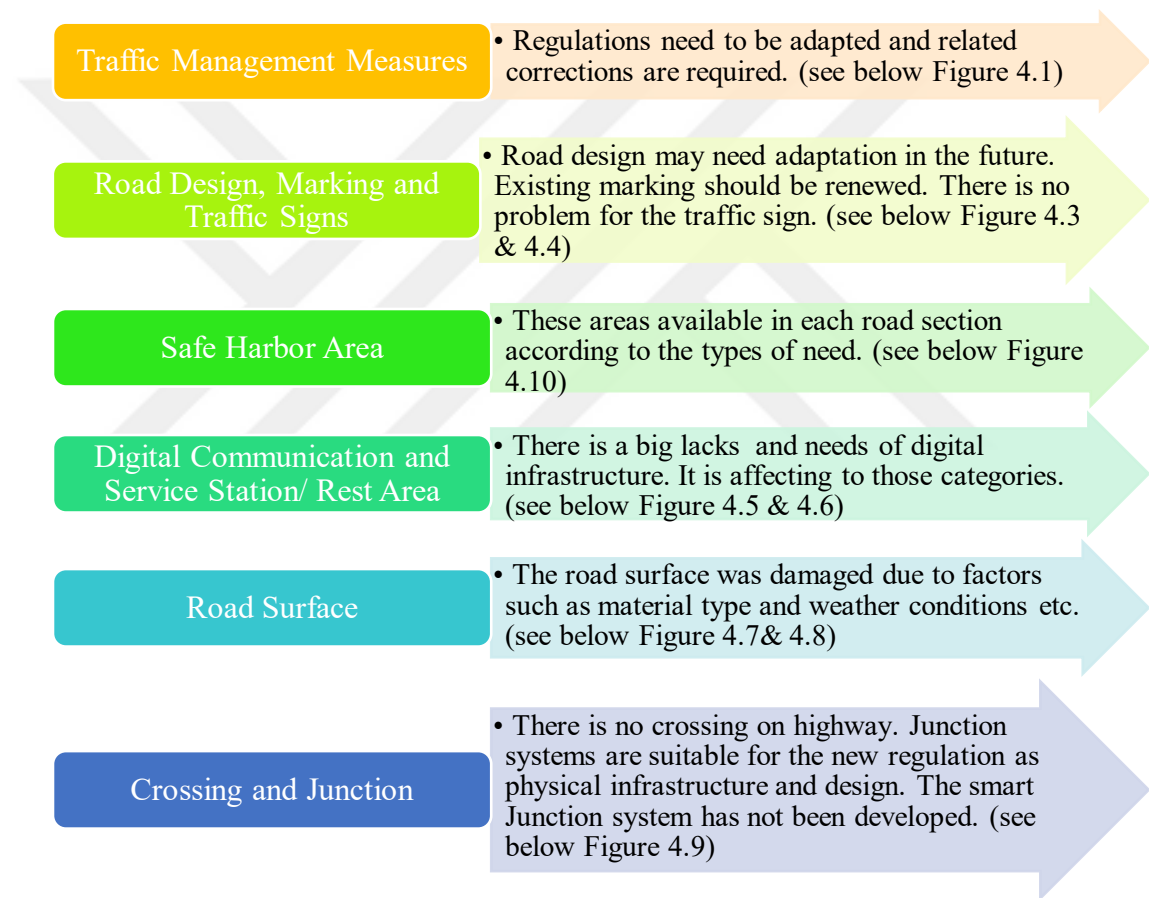 Traffic Management Measures
• Regulations need to be adapted and related
corrections are required. (see below Figure 4.1)
Road Design, Marking and
Traffic Signs
• Road design may need adaptation in the future.
Existing marking should be renewed. There is no
problem for the traffic sign. (see below Figure 4.3
& 4.4)
Safe Harbor Area
• These areas available in each road section
according to the types of need. (see below Figure
4.10)
Digital Communication and
Service Station/ Rest Area
• There is a big lacks and needs of digital
infrastructure. It is affecting to those categories.
(see below Figure 4.5 & 4.6)
Road Surface
• The road surface was damaged due to factors
such as material type and weather conditions etc.
(see below Figure 4.7& 4.8)
Crossing and Junction
• There is no crossing on highway. Junction
systems are suitable for the new regulation as
physical infrastructure and design. The smart
Junction system has not been developed. (see
below Figure 4.9)